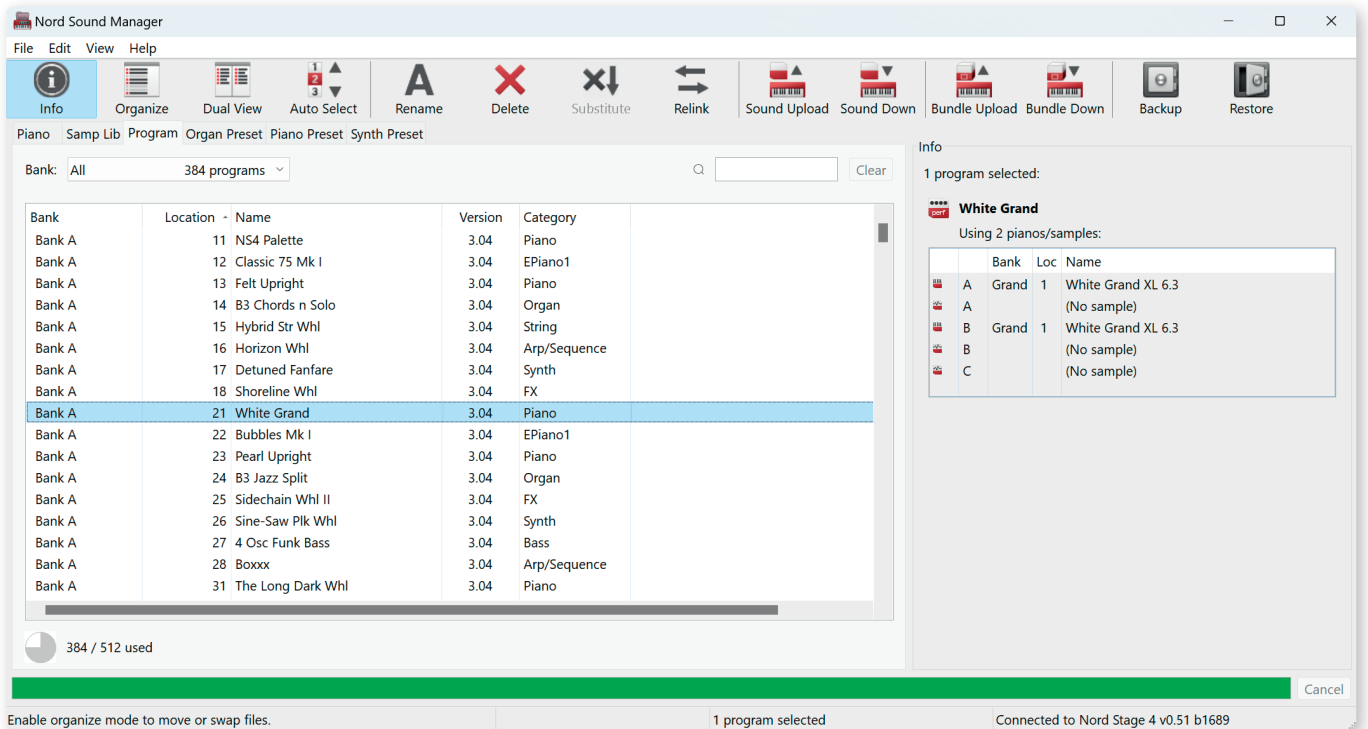 Nord Sound Manager
File Edit View Help
1
2
3
Info Organize Dual View Auto Select Rename Delete Substitute Relink Sound Upload Sound Down Bundle Upload Bundle Down Backup Restore
Piano Samp Lib Program Organ Preset Piano Preset Synth Preset
Bank: All 384 programs Clear
Bank Location Name Version Category
Bank A 11 NS4 Palette 3.04 Piano
Bank A 12 Classic 75 Mk I 3.04 EPiano1
Bank A 13 Felt Upright 3.04 Piano
Bank A 14 B3 Chords n Solo 3.04 Organ
Bank A 15 Hybrid Str Whl 3.04 String
Bank A 16 Horizon Whl 3.04 Arp/Sequence
Bank A 17 Detuned Fanfare 3.04 Synth
Bank A 18 Shoreline Whl 3.04 FX
Bank A 21 White Grand 3.04 Piano
Bank A 22 Bubbles Mk I 3.04 EPiano1
Bank A 23 Pearl Upright 3.04 Piano
Bank A 24 B3 Jazz Split 3.04 Organ
Bank A 25 Sidechain Whl II 3.04 FX
Bank A 26 Sine-Saw Plk Whl 3.04 Synth
Bank A 27 4 Osc Funk Bass 3.04 Bass
Bank A 28 Boxxx 3.04 Arp/Sequence
Bank A 31 The Long Dark Whl 3.04 Piano
384 / 512 used
Info
1 program selected:
perf White Grand
Using 2 pianos/samples:
Bank Loc Name
A Grand 1 White Grand XL 6.3
A (No sample)
B Grand 1 White Grand XL 6.3
B (No sample)
C (No sample)
Cancel
Enable organize mode to move or swap files. 1 program selected Connected to Nord Stage 4 v0.51 b1689